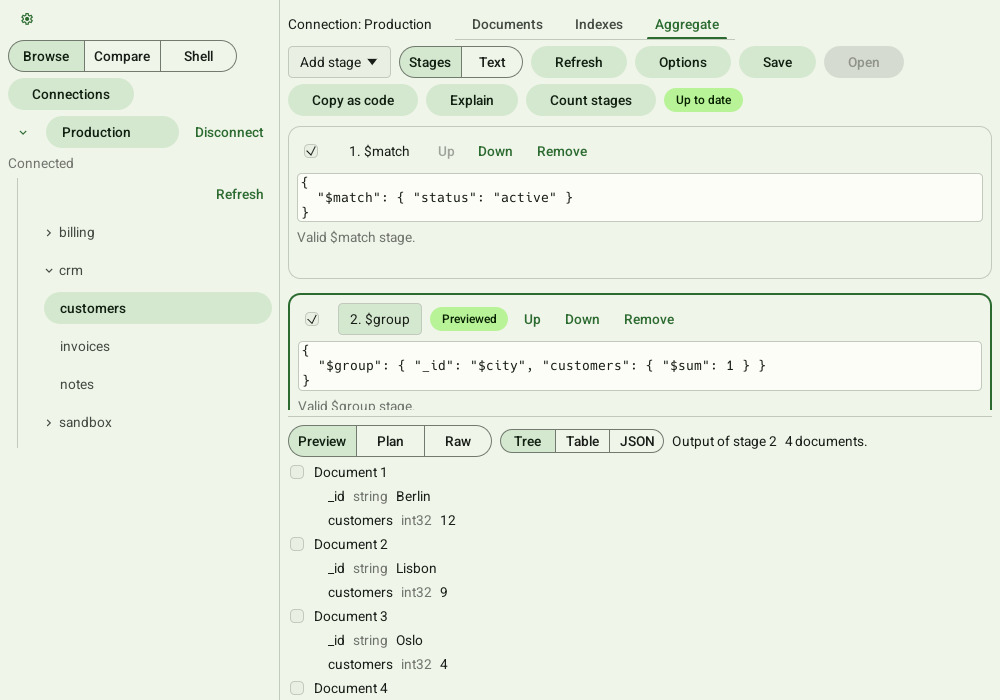 Browse Compare Shell
Connections
Production Disconnect
Connected
Refresh
billing
crm
customers
invoices
notes
sandbox
Connection: Production Documents Indexes Aggregate
Add stage Stages Text Refresh Options Save Open
Copy as code Explain Count stages Up to date
1. $match Up Down Remove
{
"$match": { "status": "active" }
}
Valid $match stage.
2. $group Previewed Up Down Remove
{
"$group": { "_id": "$city", "customers": { "$sum": 1 } }
}
Valid $group stage.
Preview Plan Raw Tree Table JSON Output of stage 2 4 documents.
Document 1
_id string Berlin
customers int32 12
Document 2
_id string Lisbon
customers int32 9
Document 3
_id string Oslo
customers int32 4
Document 4